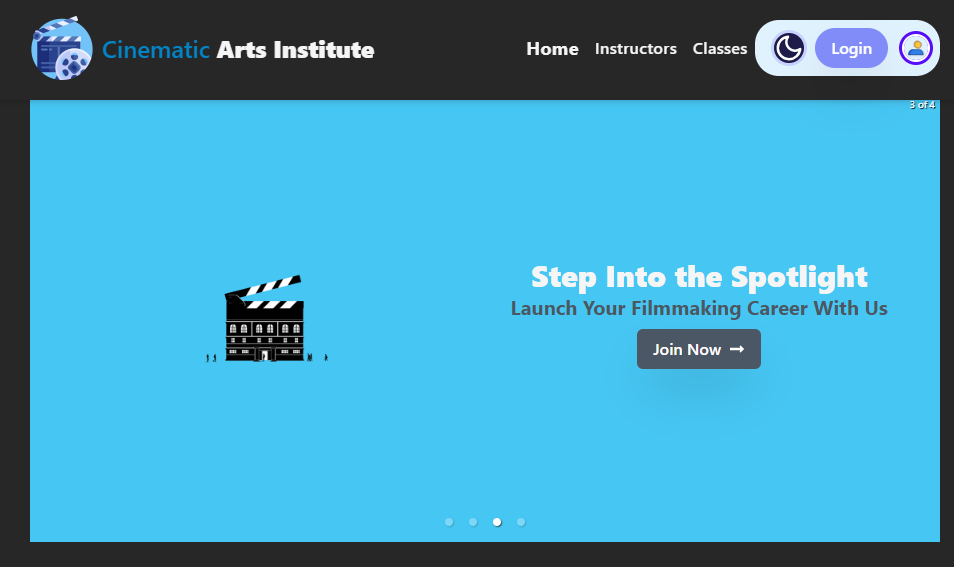 Cinematic Arts Institute
Home Instructors Classes Login
3 of 4
Step Into the Spotlight
Launch Your Filmmaking Career With Us
Join Now